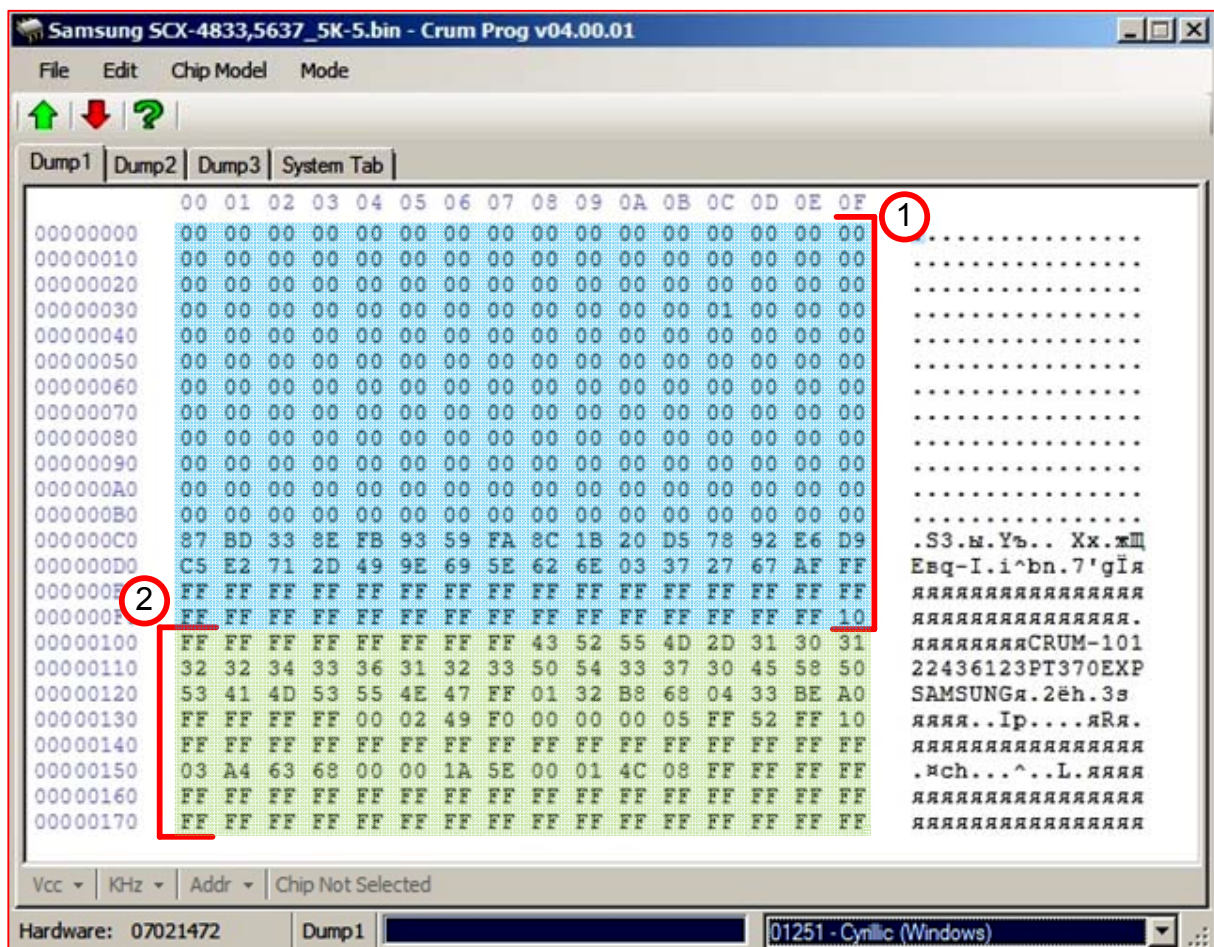 Samsung SCX-4833,5637_5K-5.bin - Crum Prog v04.00.01
File Edit Chip Model Mode
Dump1 Dump2 Dump3 System Tab
00 01 02 03 04 05 06 07 08 09 0A 0B 0C 0D 0E 0F
1
00000000 00 00 00 00 00 00 00 00 00 00 00 00 00 00 00 00 ................
00000010 00 00 00 00 00 00 00 00 00 00 00 00 00 00 00 00 ................
00000020 00 00 00 00 00 00 00 00 00 00 00 00 00 00 00 00 ................
00000030 00 00 00 00 00 00 00 00 00 00 00 00 01 00 00 00 ................
00000040 00 00 00 00 00 00 00 00 00 00 00 00 00 00 00 00 ................
00000050 00 00 00 00 00 00 00 00 00 00 00 00 00 00 00 00 ................
00000060 00 00 00 00 00 00 00 00 00 00 00 00 00 00 00 00 ................
00000070 00 00 00 00 00 00 00 00 00 00 00 00 00 00 00 00 ................
00000080 00 00 00 00 00 00 00 00 00 00 00 00 00 00 00 00 ................
00000090 00 00 00 00 00 00 00 00 00 00 00 00 00 00 00 00 ................
000000A0 00 00 00 00 00 00 00 00 00 00 00 00 00 00 00 00 ................
000000B0 00 00 00 00 00 00 00 00 00 00 00 00 00 00 00 00 ................
000000C0 87 BD 33 8E FB 93 59 FA 8C 1B 20 D5 78 92 E6 D9 .S3.ы.Yъ.. Xx.жЩ
000000D0 C5 E2 71 2D 49 9E 69 5E 62 6E 03 37 27 67 AF FF Eвq-I.i^bn.7'gЇя
000000E FF FF FF FF FF FF FF FF FF FF FF FF FF FF FF FF яяяяяяяяяяяяяяяя
2
000000F FF FF FF FF FF FF FF FF FF FF FF FF FF FF FF 10 яяяяяяяяяяяяяяя.
00000100 FF FF FF FF FF FF FF FF 43 52 55 4D 2D 31 30 31 яяяяяяяяCRUM-101
00000110 32 32 34 33 36 31 32 33 50 54 33 37 30 45 58 50 22436123PT370EXP
00000120 53 41 4D 53 55 4E 47 FF 01 32 B8 68 04 33 BE A0 SAMSUNGя.2ёh.3s
00000130 FF FF FF FF 00 02 49 F0 00 00 00 05 FF 52 FF 10 яяяя..Iр....яRя.
00000140 FF FF FF FF FF FF FF FF FF FF FF FF FF FF FF FF яяяяяяяяяяяяяяяя
00000150 03 A4 63 68 00 00 1A 5E 00 01 4C 08 FF FF FF FF .¤ch...^..L.яяяя
00000160 FF FF FF FF FF FF FF FF FF FF FF FF FF FF FF FF яяяяяяяяяяяяяяяя
00000170 FF FF FF FF FF FF FF FF FF FF FF FF FF FF FF FF яяяяяяяяяяяяяяяя
Vcc KHz Addr Chip Not Selected
Hardware: 07021472 Dump1 01251 - Cyrillic (Windows)